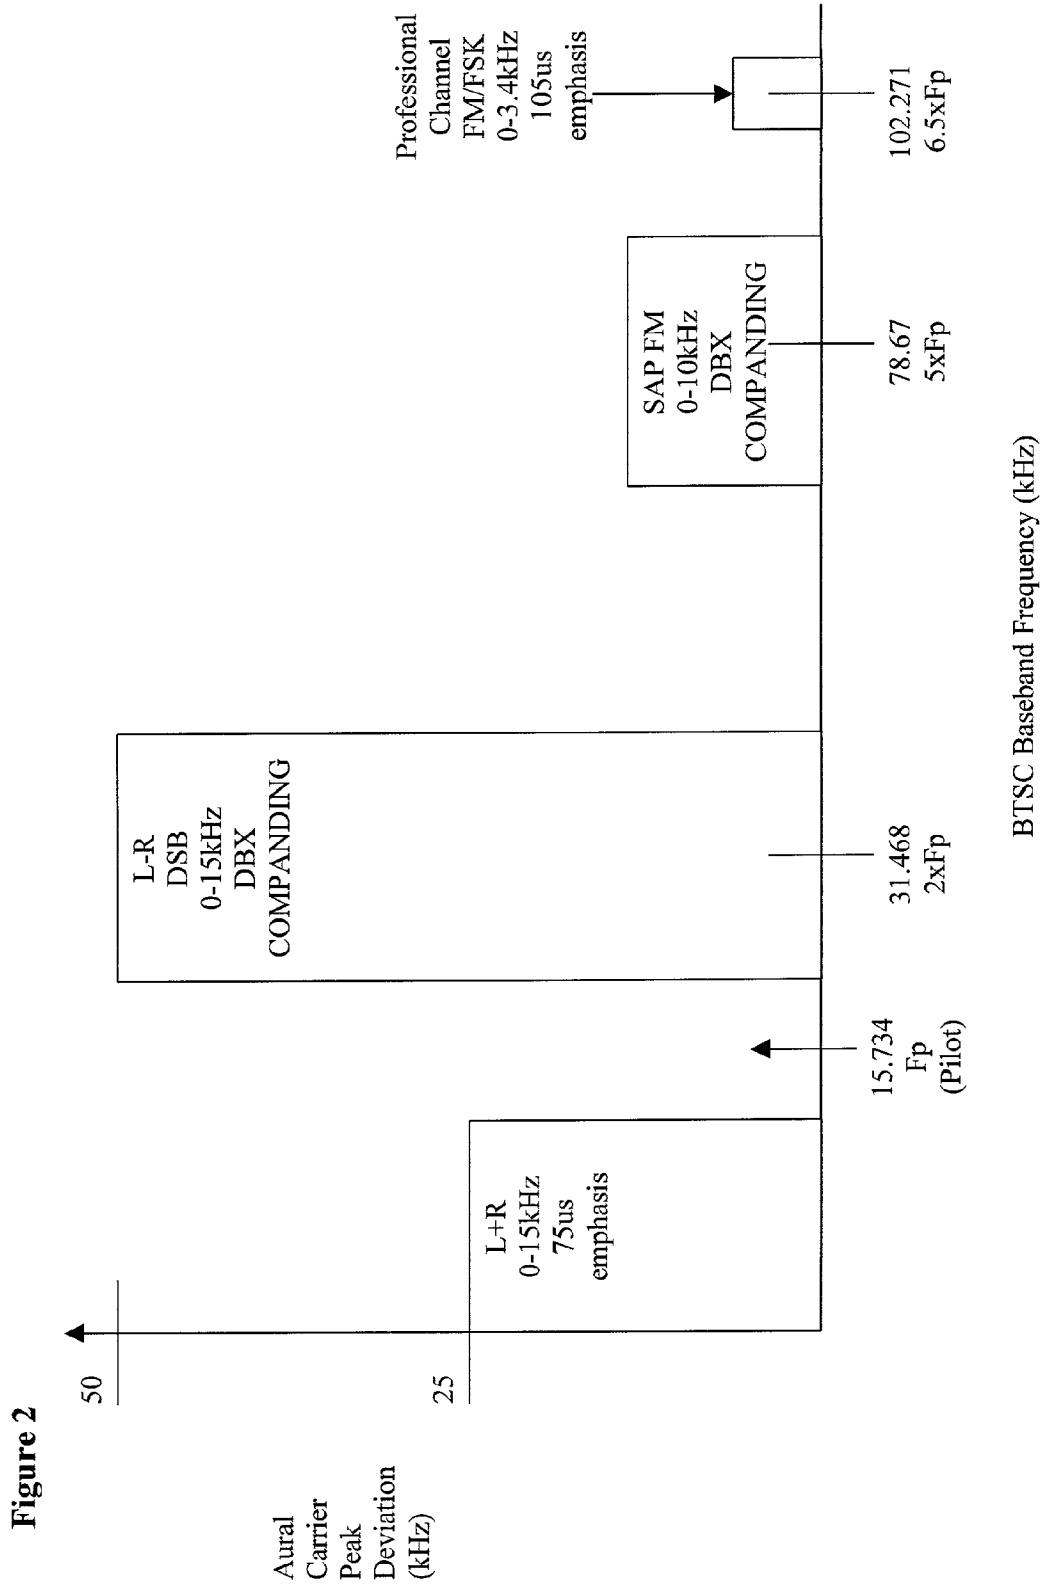 Figure 2
Aural
Carrier
Peak
Deviation
(kHz)
50
25
L+R
0-15kHz
75us
emphasis
L-R
DSB
0-15kHz
DBX
COMPANDING
SAP FM
0-10kHz
DBX
COMPANDING
Professional
Channel
FM/FSK
0-3.4kHz
105us
emphasis
15.734
Fp
(Pilot)
31.468
2xFp
78.67
5xFp
102.271
6.5xFp
BTSC Baseband Frequency (kHz)